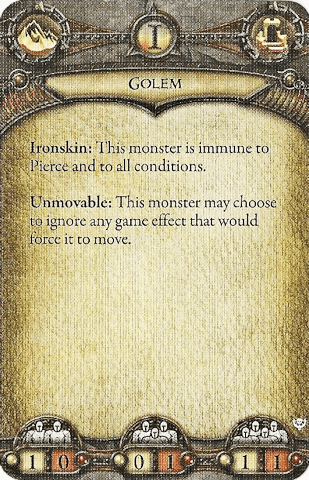 I
GOLEM
Ironskin: This monster is immune to
Pierce and to all conditions.
Unmovable: This monster may choose
to ignore any game effect that would
force it to move.
1 0 0 1 1 1